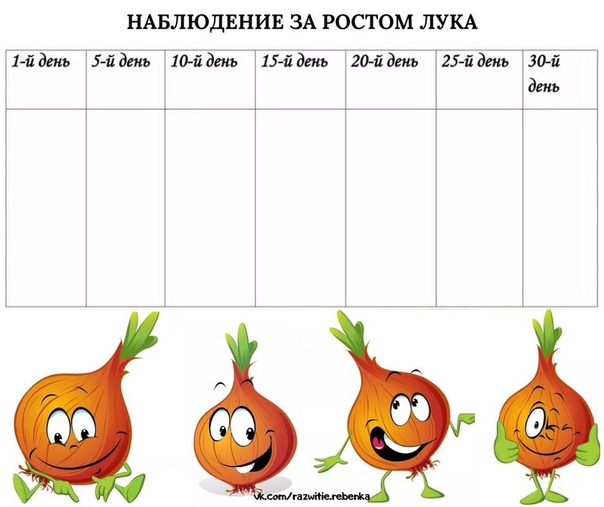 НАБЛЮДЕНИЕ ЗА РОСТОМ ЛУКА
1-й день 5-й день 10-й день 15-й день 20-й день 25-й день 30-й
день
vk.com/razwitie.rebenka